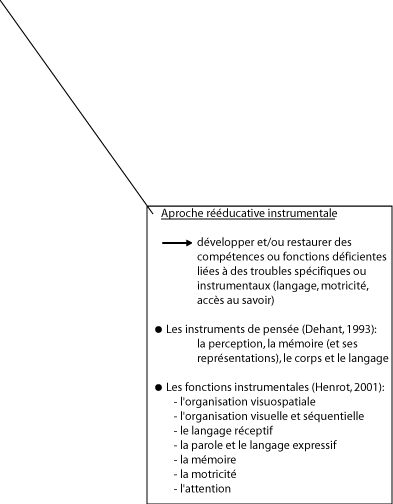 Aproche rééducative instrumentale
développer et/ou restaurer des
compétences ou fonctions déficientes
liées à des troubles spécifiques ou
instrumentaux (langage, motricité,
accès au savoir)
● Les instruments de pensée (Dehant, 1993):
la perception, la mémoire (et ses
représentations), le corps et le langage
● Les fonctions instrumentales (Henrot, 2001):
- l'organisation visuospatiale
- l'organisation visuelle et séquentielle
- le langage réceptif
- la parole et le langage expressif
- la mémoire
- la motricité
- l'attention